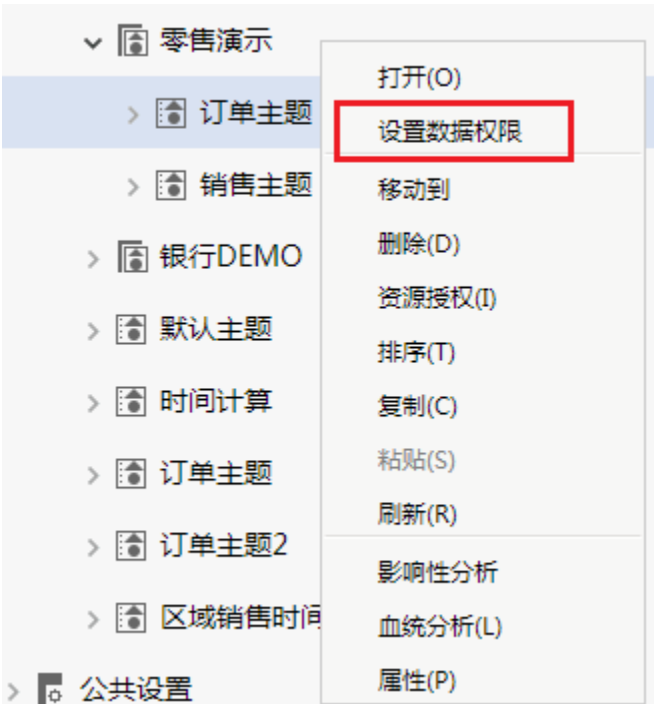 零售演示
订单主题
销售主题
银行DEMO
默认主题
时间计算
订单主题
订单主题2
区域销售时间
公共设置
打开(O)
设置数据权限
移动到
删除(D)
资源授权(I)
排序(T)
复制(C)
粘贴(S)
刷新(R)
影响性分析
血统分析(L)
属性(P)